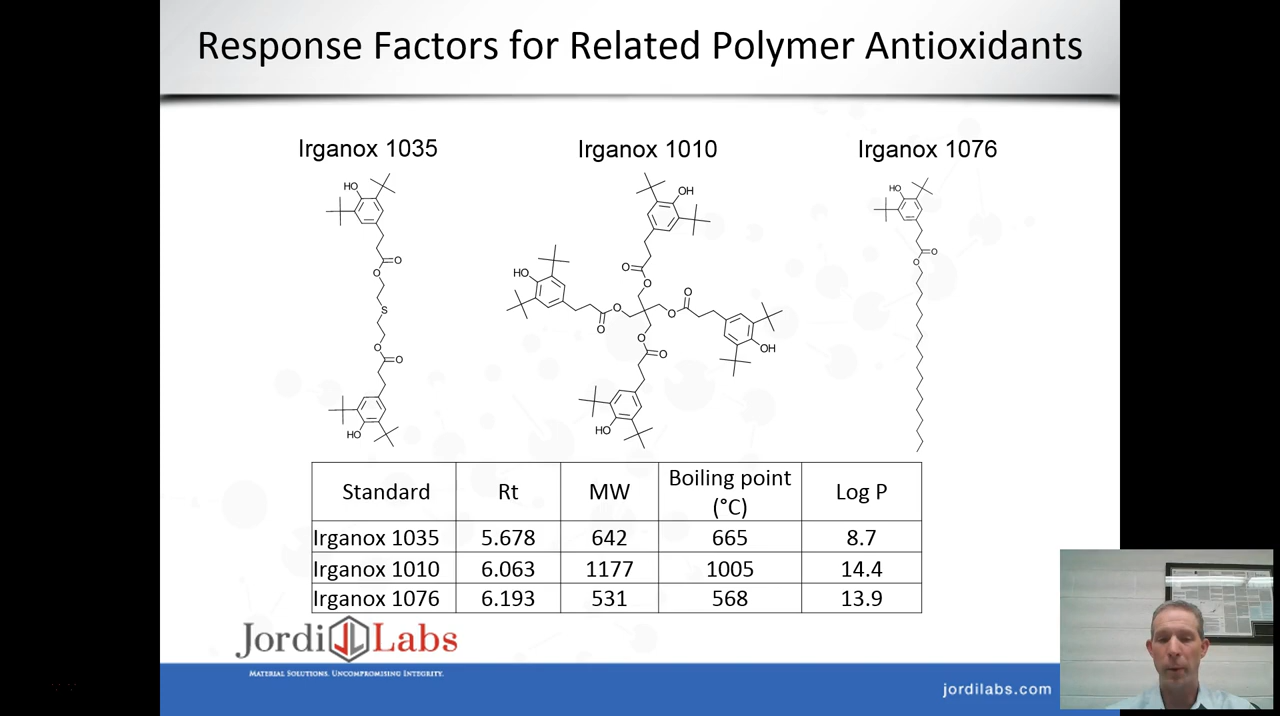 Response Factors for Related Polymer Antioxidants
Irganox 1035
Irganox 1010
Irganox 1076
HO
O
O
S
O
O
HO
OH
O
O
HO
O
O
O
O
OH
O
O
HO
HO
O
O
Standard Rt MW Boiling point (°C) Log P
Irganox 1035 5.678 642 665 8.7
Irganox 1010 6.063 1177 1005 14.4
Irganox 1076 6.193 531 568 13.9
Jordi Labs
MATERIAL SOLUTIONS. UNCOMPROMISING INTEGRITY.
jordilabs.com